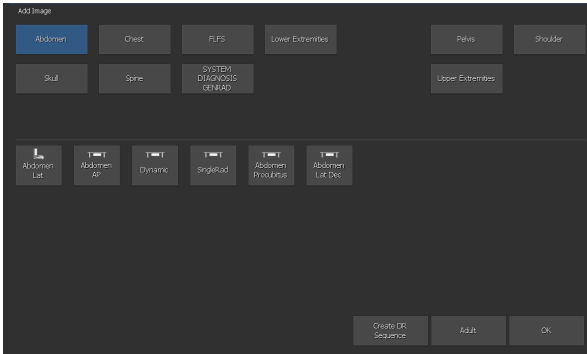 Add Image
Abdomen
Chest
FLFS
Lower Extremities
Pelvis
Shoulder
Skull
Spine
SYSTEM
DIAGNOSIS
GENRAD
Upper Extremities
Abdomen
Lat
Abdomen
AP
Dynamic
SingleRad
Abdomen
Procubitus
Abdomen
Lat Dec
Create DR
Sequence
Adult
OK